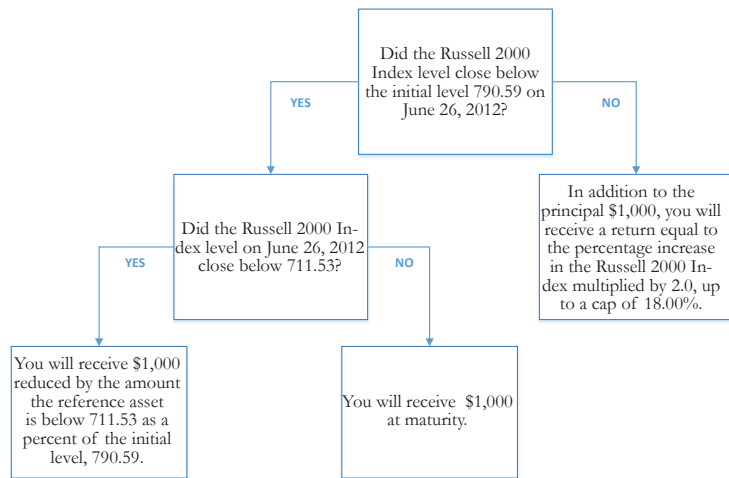 Did the Russell 2000
Index level close below
the initial level 790.59 on
June 26, 2012?
YES
NO
Did the Russell 2000 In-
dex level on June 26, 2012
close below 711.53?
In addition to the
principal $1,000, you will
receive a return equal to
the percentage increase
in the Russell 2000 In-
dex multiplied by 2.0, up
to a cap of 18.00%.
YES
NO
You will receive $1,000
reduced by the amount
the reference asset
is below 711.53 as a
percent of the initial
level, 790.59.
You will receive $1,000
at maturity.